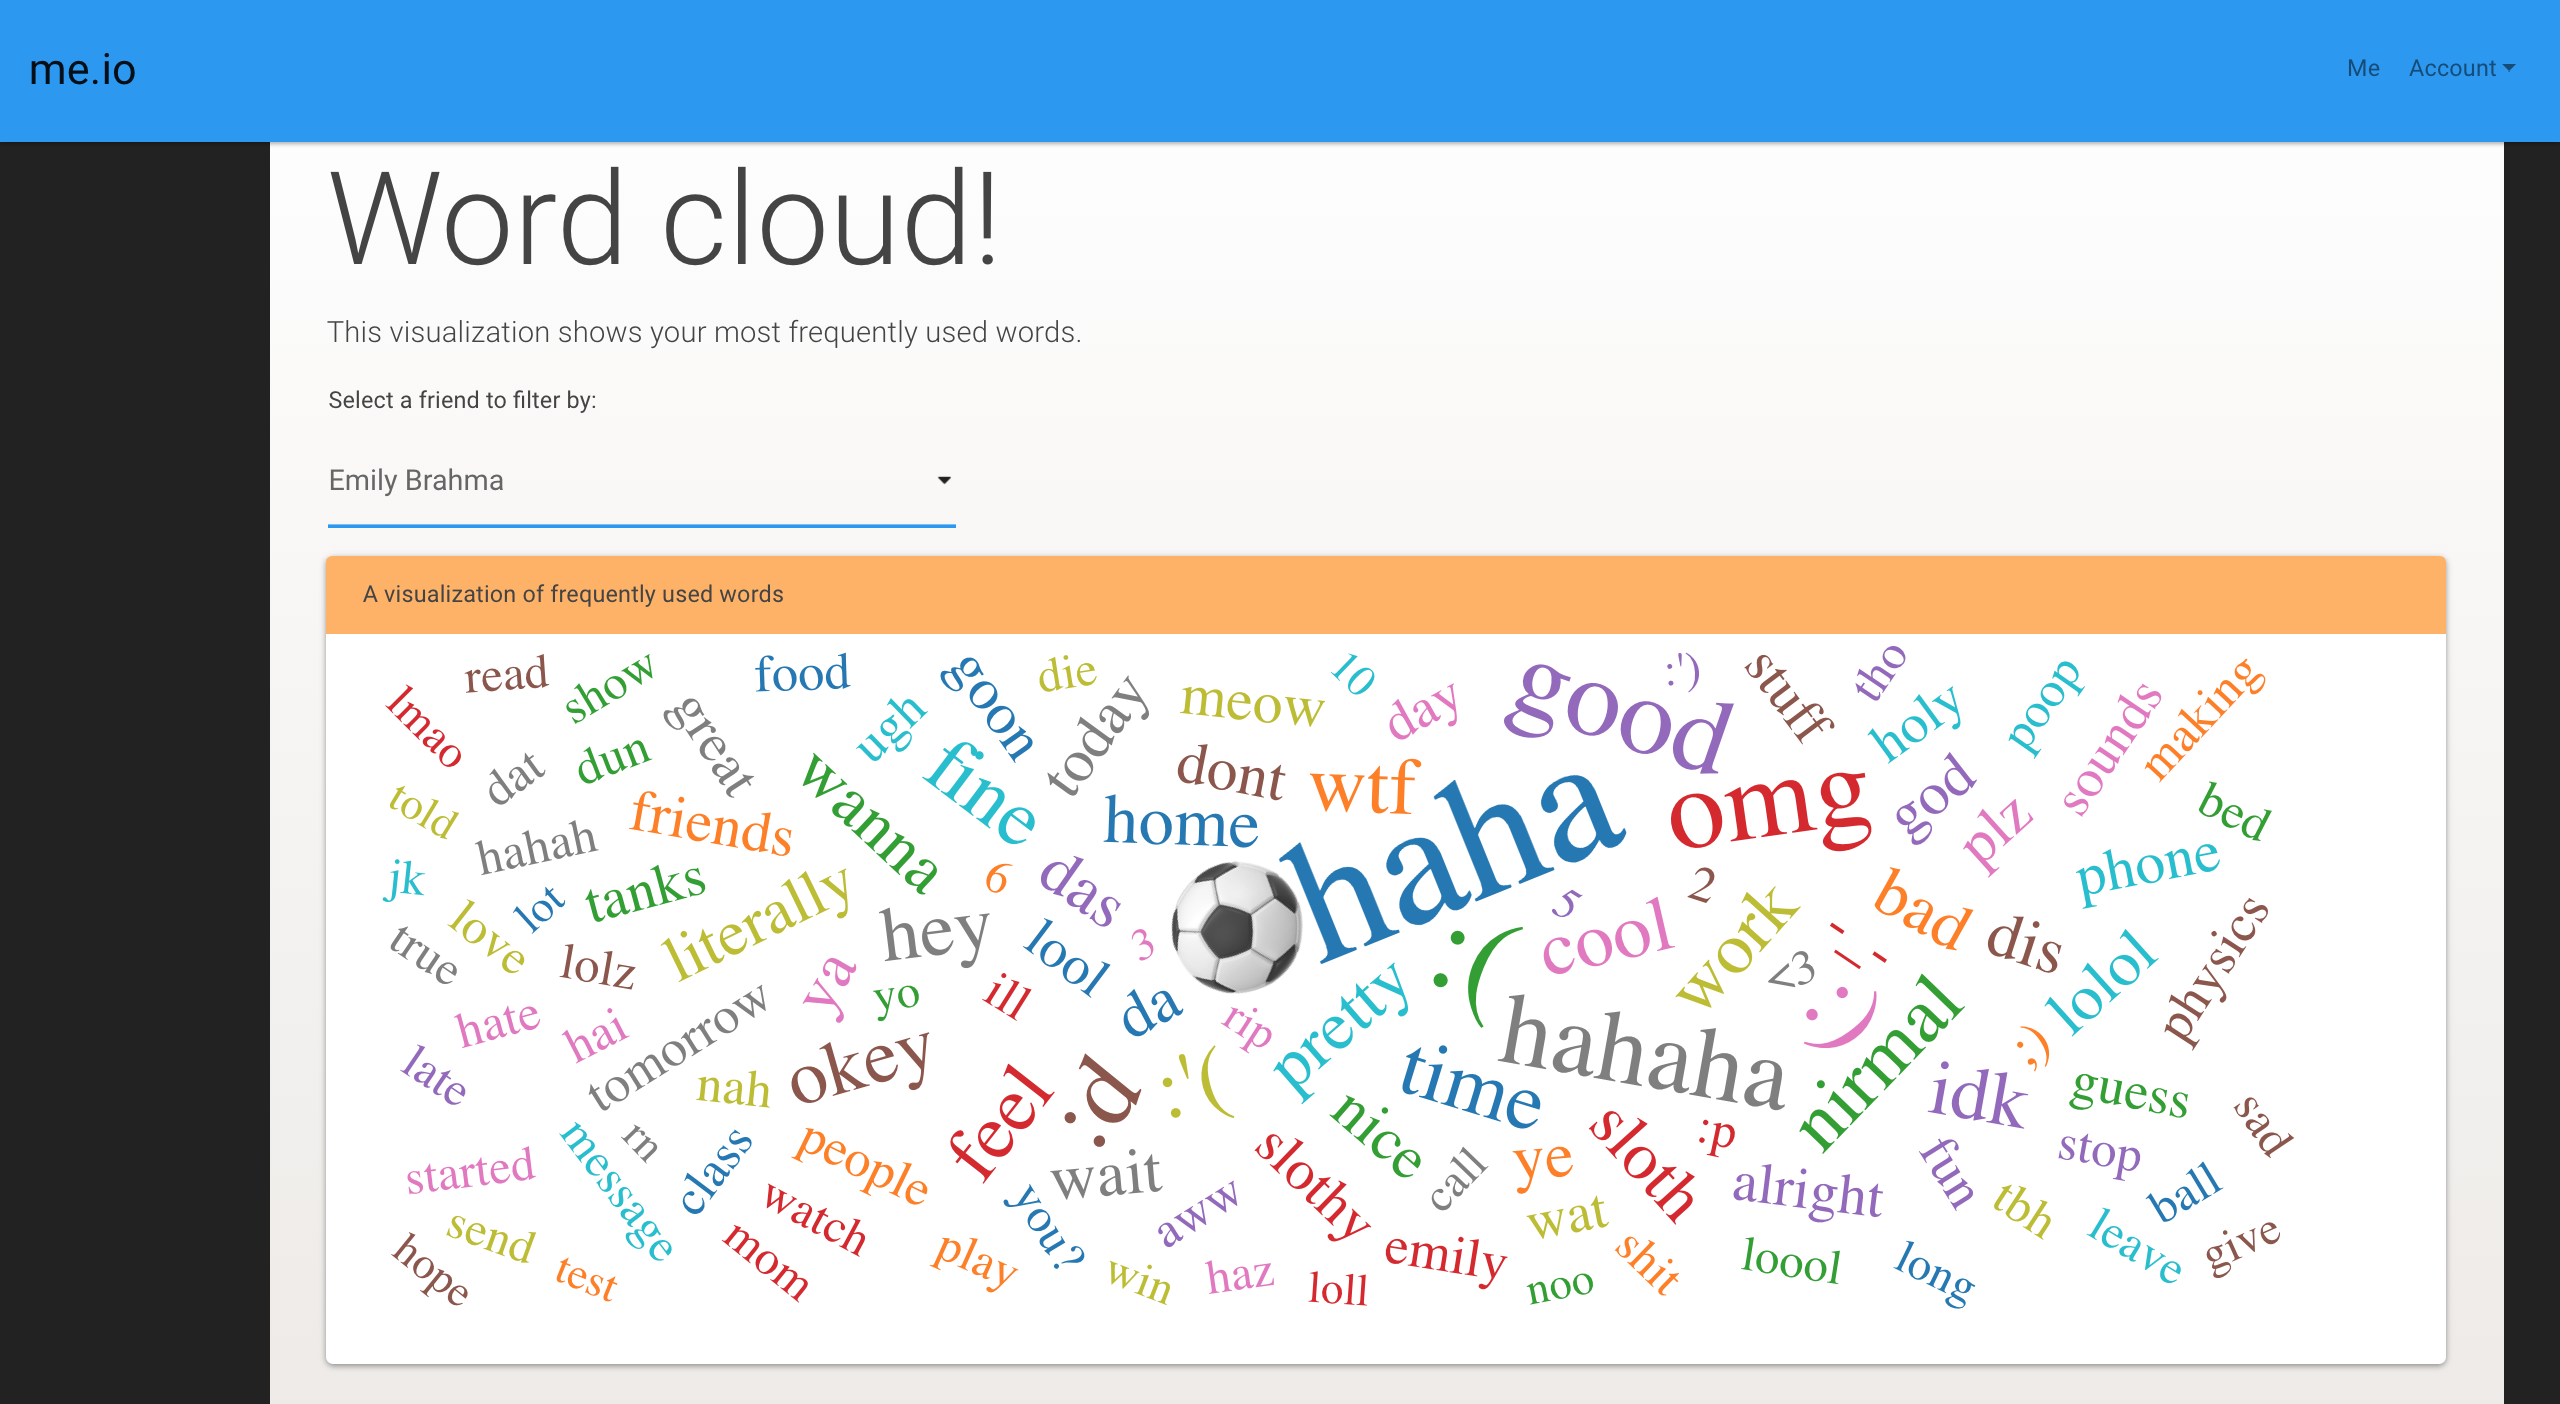 me.io
Me
Account
Word cloud!
This visualization shows your most frequently used words.
Select a friend to filter by:
Emily Brahma
A visualization of frequently used words
lmao
read
show
great
food
ugh
goon
die
today
meow
10
day
good
:')
stuff
tho
holy
poop
sounds
making
told
dat
dun
friends
wanna
fine
dont
home
wtf
haha
omg
god
plz
bed
phone
jk
hahah
lot
tanks
literally
hey
6
das
3
5
cool
2
work
bad
dis
physics
true
love
lolz
ya
yo
ill
lool
da
rip
pretty
:(
<3
'_'
:)
lolol
hate
hai
tomorrow
late
nah
okey
feel
:d
:'(
time
hahaha
nirmal
idk
;)
guess
sad
started
message
rn
class
people
wait
you?
aww
slothy
nice
call
ye
sloth
:p
alright
fun
stop
tbh
ball
leave
give
hope
send
test
mom
watch
play
win
haz
loll
emily
wat
noo
shit
loool
long